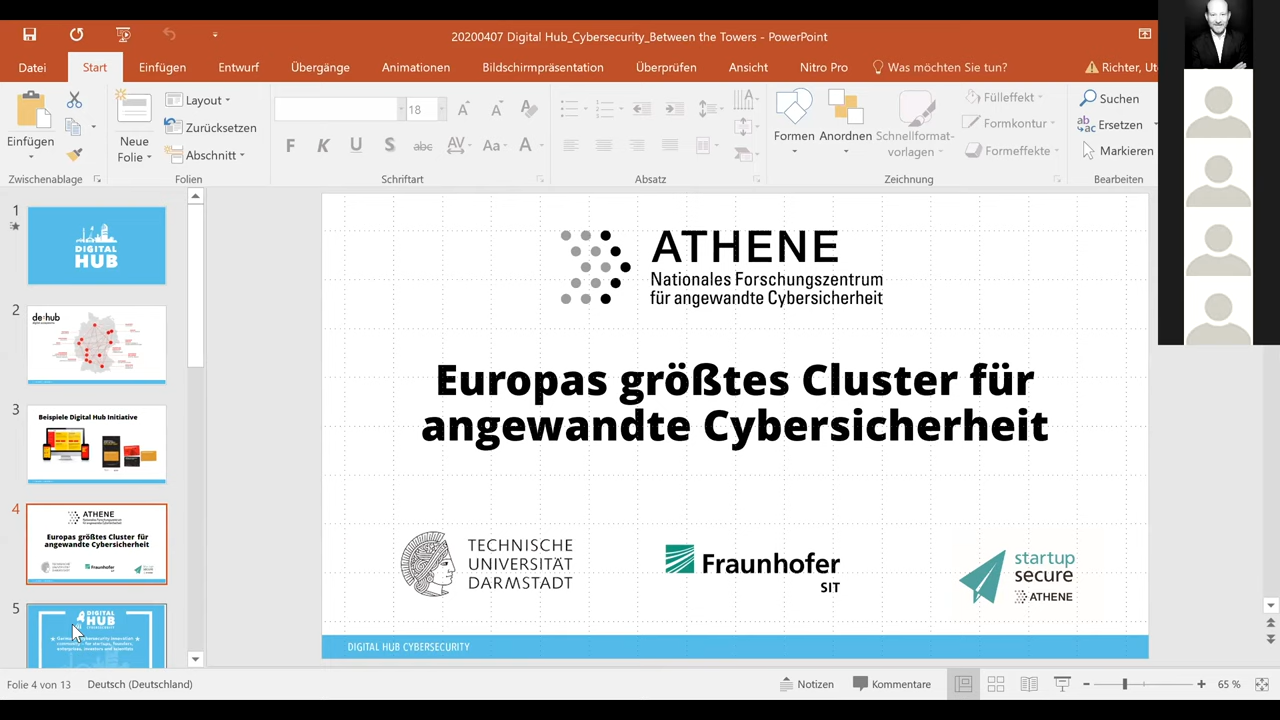 20200407 Digital Hub_Cybersecurity_Between the Towers - PowerPoint
Datei Start Einfügen Entwurf Übergänge Animationen Bildschirmpräsentation Überprüfen Ansicht Nitro Pro Was möchten Sie tun? Richter, Ut
Einfügen
Neue
Folie
Layout
Zurücksetzen
Abschnitt
18
F K U S abc AV Aa A
Formen
Anordnen
Schnellformat-
vorlagen
Fülleffekt
Formkontur
Formeffekte
Suchen
Ersetzen
Markieren
Zwischenablage Folien Schriftart Absatz Zeichnung Bearbeiten
1
DIGITAL
HUB
2
de:hub
3
Beispiele Digital Hub Initiative
4
ATHENE
Europas größtes Cluster für
angewandte Cybersicherheit
5
DIGITAL
HUB
ATHENE
Nationales Forschungszentrum
für angewandte Cybersicherheit
Europas größtes Cluster für
angewandte Cybersicherheit
TECHNISCHE
UNIVERSITÄT
DARMSTADT
Fraunhofer
SIT
startup
secure
ATHENE
DIGITAL HUB CYBERSECURITY
Folie 4 von 13 Deutsch (Deutschland) Notizen Kommentare 65 %